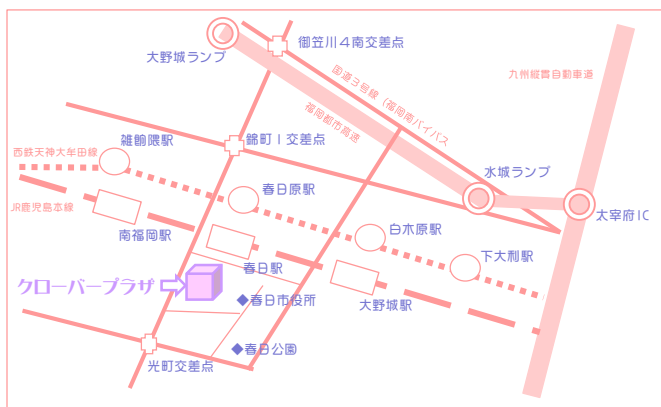 御笠川4南交差点
大野城ランプ
国道3号線(福岡南バイパス
九州縦貫自動車道
福岡都市高速
雑餉隈駅
錦町1交差点
西鉄天神大牟田線
水城ランプ
春日原駅
JR鹿児島本線
太宰府IC
南福岡駅
白木原駅
下大利駅
春日駅
クローバープラザ
◆春日市役所
大野城駅
◆春日公園
光町交差点